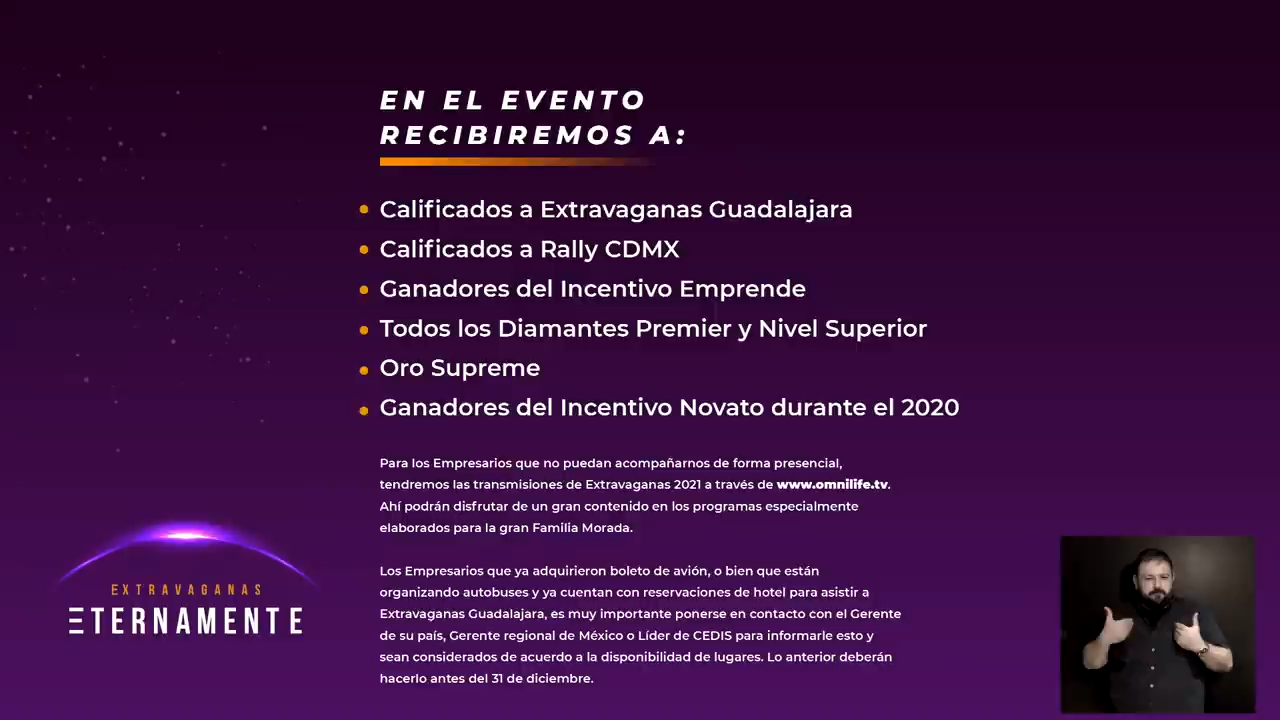 EN EL EVENTO
RECIBIREMOS A:
Calificados a Extravaganas Guadalajara
Calificados a Rally CDMX
Ganadores del Incentivo Emprende
Todos los Diamantes Premier y Nivel Superior
Oro Supreme
Ganadores del Incentivo Novato durante el 2020
Para los Empresarios que no puedan acompañarnos de forma presencial,
tendremos las transmisiones de Extravaganas 2021 a través de www.omnilife.tv.
Ahí podrán disfrutar de un gran contenido en los programas especialmente
elaborados para la gran Familia Morada.
Los Empresarios que ya adquirieron boleto de avión, o bien que están
organizando autobuses y ya cuentan con reservaciones de hotel para asistir a
Extravaganas Guadalajara, es muy importante ponerse en contacto con el Gerente
de su país, Gerente regional de México o Líder de CEDIS para informarle esto y
sean considerados de acuerdo a la disponibilidad de lugares. Lo anterior deberán
hacerlo antes del 31 de diciembre.
EXTRAVAGANAS
ETERNAMENTE